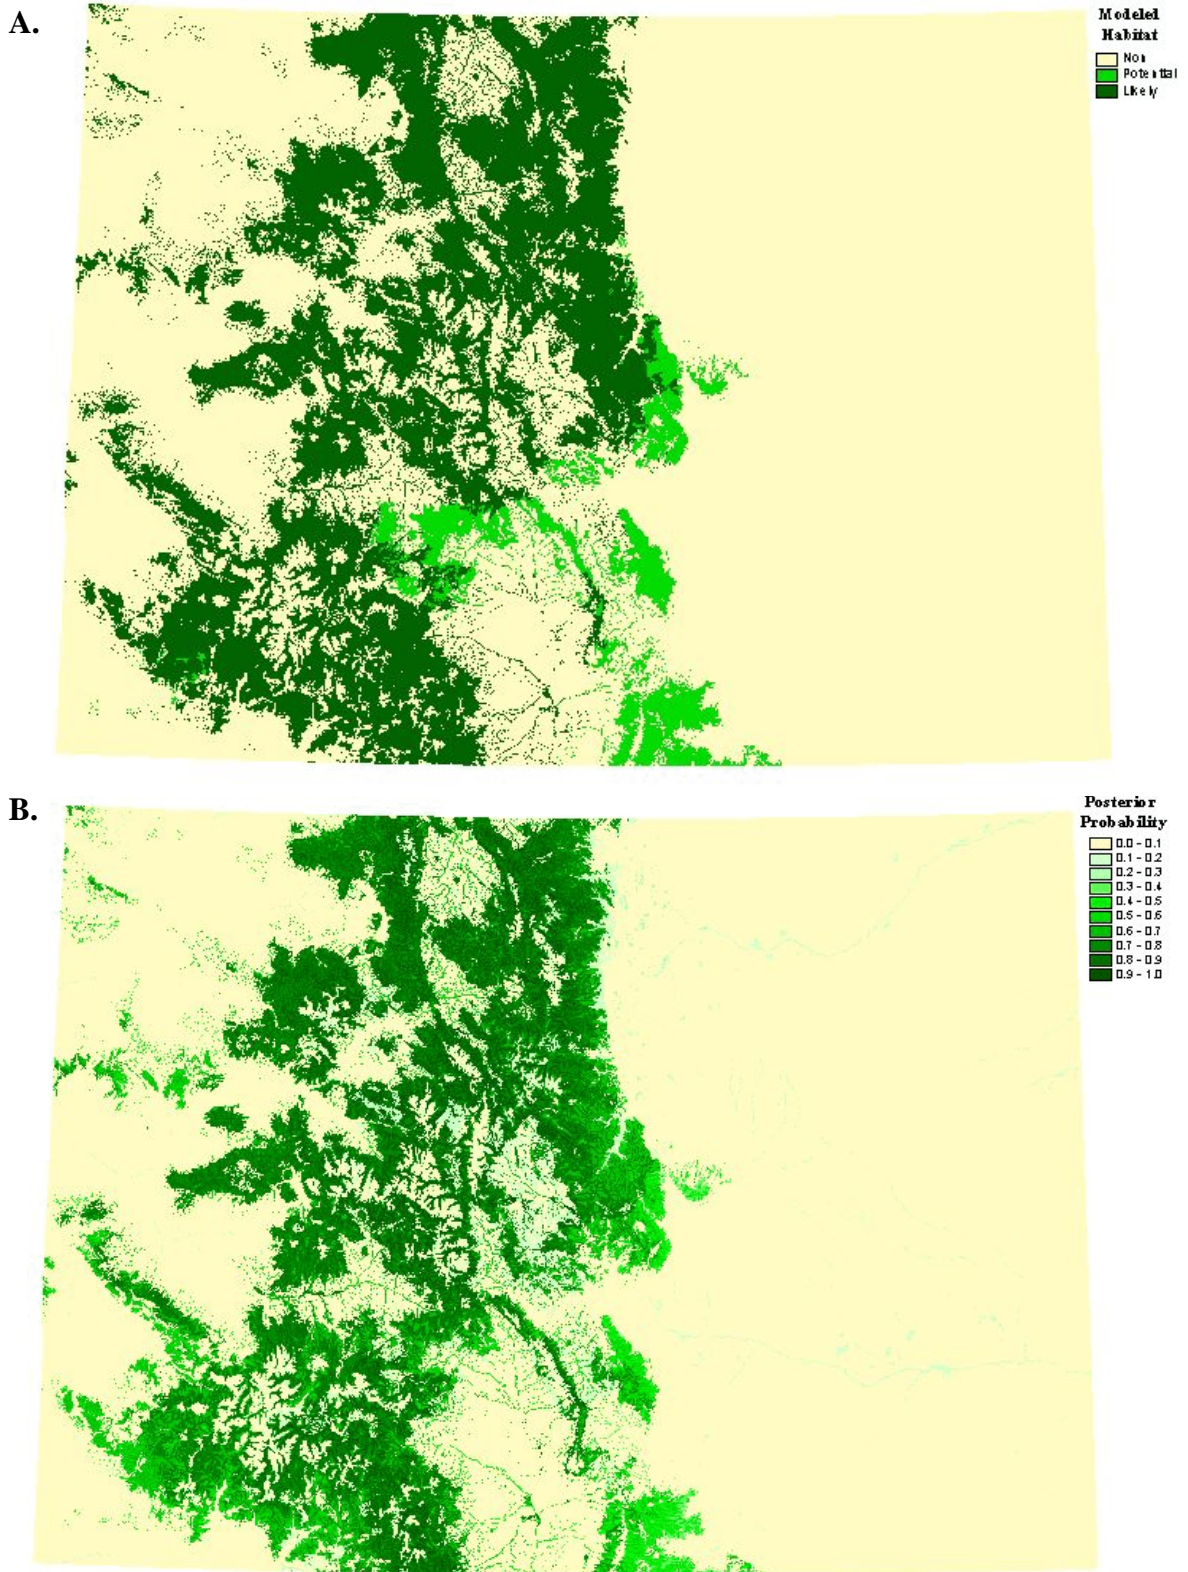 A.
Modeled
Habitat
Non
Potential
Likely
B.
Posterior
Probability
0.0 - 0.1
0.1 - 0.2
0.2 - 0.3
0.3 - 0.4
0.4 - 0.5
0.5 - 0.6
0.6 - 0.7
0.7 - 0.8
0.8 - 0.9
0.9 - 1.0